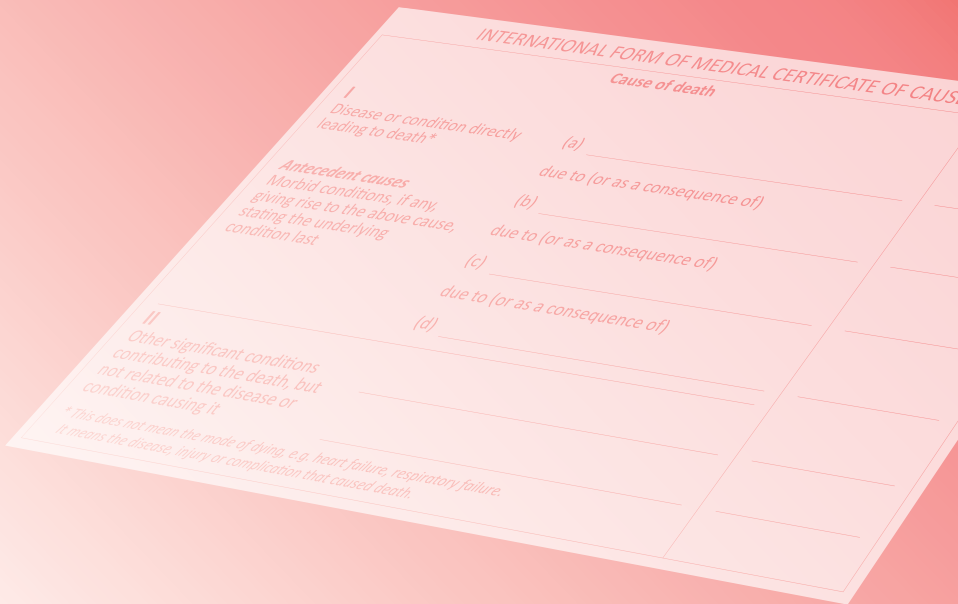 INTERNATIONAL FORM OF MEDICAL CERTIFICATE OF CAUS
Cause of death
I
Disease or condition directly
leading to death*
(a)
due to (or as a consequence of)
Antecedent causes
Morbid conditions, if any,
giving rise to the above cause,
stating the underlying
condition last
(b)
due to (or as a consequence of)
(c)
due to (or as a consequence of)
(d)
II
Other significant conditions
contributing to the death, but
not related to the disease or
condition causing it
* This does not mean the mode of dying, e.g. heart failure, respiratory failure.
It means the disease, injury or complication that caused death.